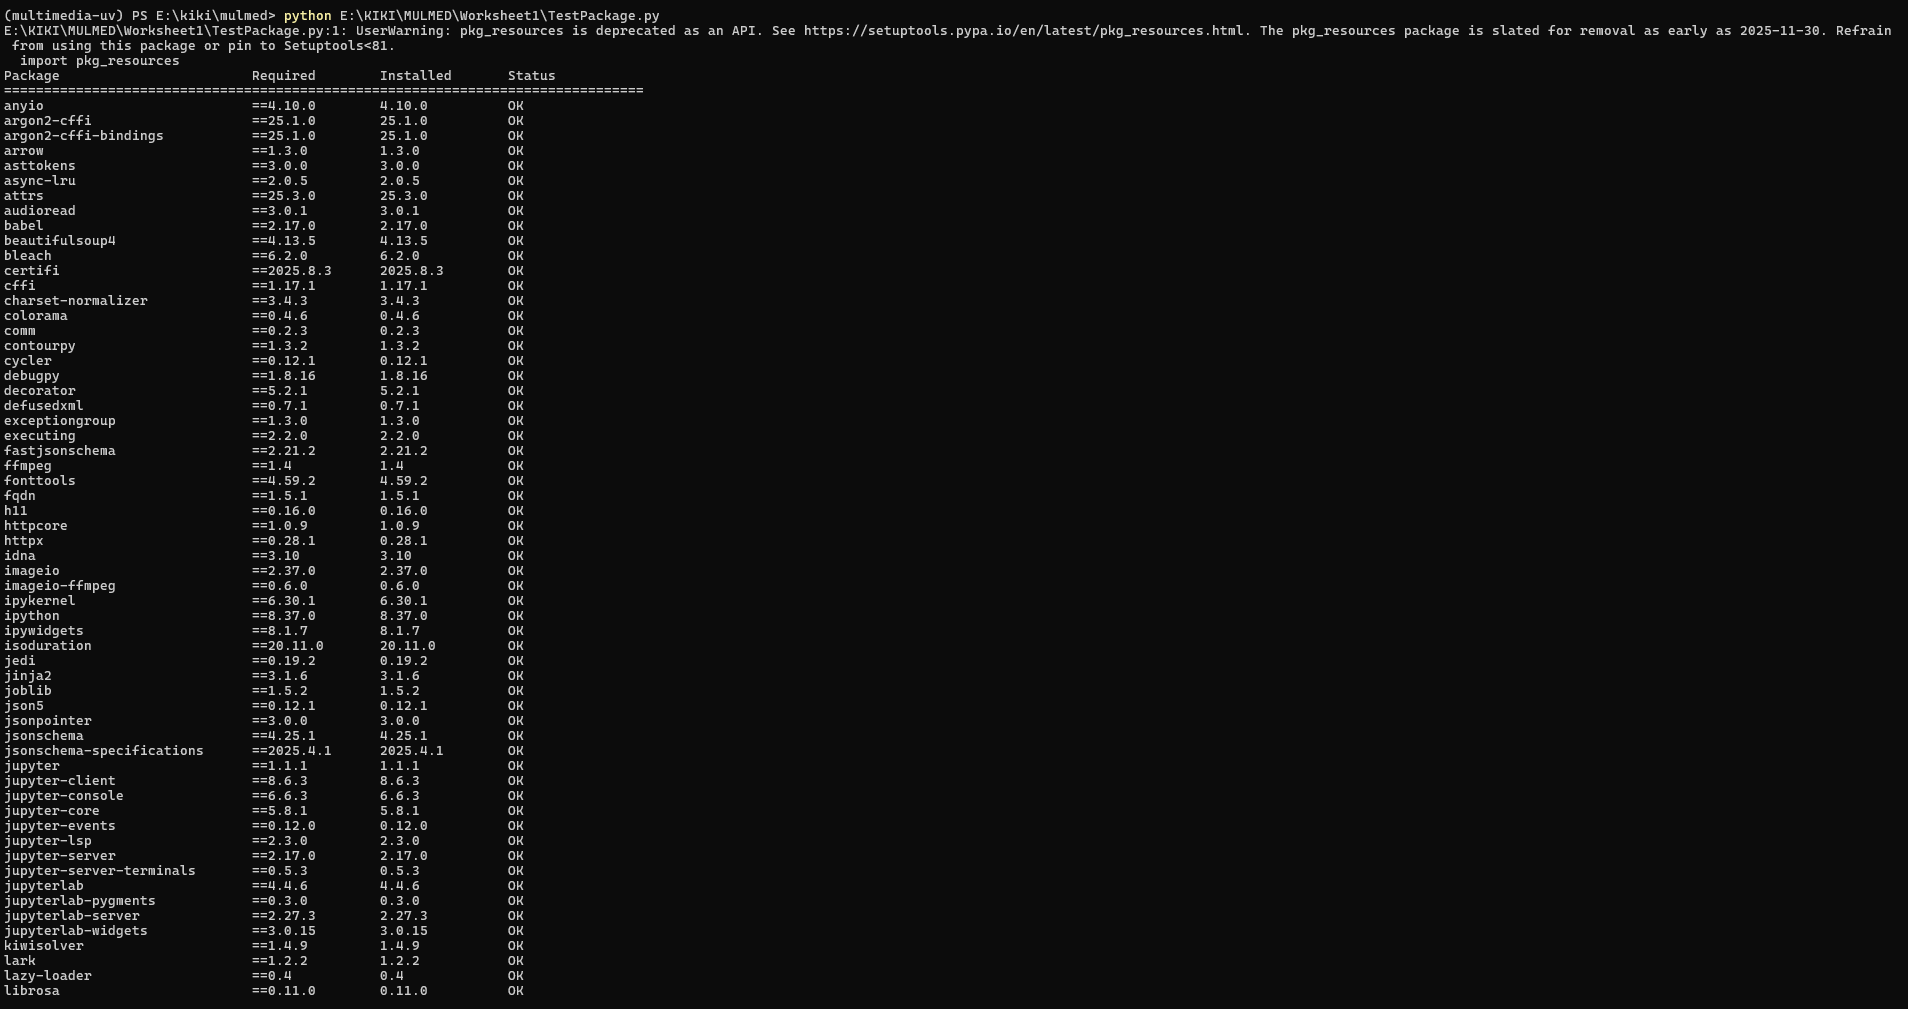 (multimedia-uv) PS E:\kiki\mulmed> python E:\KIKI\MULMED\Worksheet1\TestPackage.py
E:\KIKI\MULMED\Worksheet1\TestPackage.py:1: UserWarning: pkg_resources is deprecated as an API. See https://setuptools.pypa.io/en/latest/pkg_resources.html. The pkg_resources package is slated for removal as early as 2025-11-30. Refrain
 from using this package or pin to Setuptools<81.
  import pkg_resources
Package                        Required        Installed       Status
================================================================================
anyio                          ==4.10.0        4.10.0          OK
argon2-cffi                    ==25.1.0        25.1.0          OK
argon2-cffi-bindings           ==25.1.0        25.1.0          OK
arrow                          ==1.3.0         1.3.0           OK
asttokens                      ==3.0.0         3.0.0           OK
async-lru                      ==2.0.5         2.0.5           OK
attrs                          ==25.3.0        25.3.0          OK
audioread                      ==3.0.1         3.0.1           OK
babel                          ==2.17.0        2.17.0          OK
beautifulsoup4                 ==4.13.5        4.13.5          OK
bleach                         ==6.2.0         6.2.0           OK
certifi                        ==2025.8.3      2025.8.3        OK
cffi                           ==1.17.1        1.17.1          OK
charset-normalizer             ==3.4.3         3.4.3           OK
colorama                       ==0.4.6         0.4.6           OK
comm                           ==0.2.3         0.2.3           OK
contourpy                      ==1.3.2         1.3.2           OK
cycler                         ==0.12.1        0.12.1          OK
debugpy                        ==1.8.16        1.8.16          OK
decorator                      ==5.2.1         5.2.1           OK
defusedxml                     ==0.7.1         0.7.1           OK
exceptiongroup                 ==1.3.0         1.3.0           OK
executing                      ==2.2.0         2.2.0           OK
fastjsonschema                 ==2.21.2        2.21.2          OK
ffmpeg                         ==1.4           1.4             OK
fonttools                      ==4.59.2        4.59.2          OK
fqdn                           ==1.5.1         1.5.1           OK
h11                            ==0.16.0        0.16.0          OK
httpcore                       ==1.0.9         1.0.9           OK
httpx                          ==0.28.1        0.28.1          OK
idna                           ==3.10          3.10            OK
imageio                        ==2.37.0        2.37.0          OK
imageio-ffmpeg                 ==0.6.0         0.6.0           OK
ipykernel                      ==6.30.1        6.30.1          OK
ipython                        ==8.37.0        8.37.0          OK
ipywidgets                     ==8.1.7         8.1.7           OK
isoduration                    ==20.11.0       20.11.0         OK
jedi                           ==0.19.2        0.19.2          OK
jinja2                         ==3.1.6         3.1.6           OK
joblib                         ==1.5.2         1.5.2           OK
json5                          ==0.12.1        0.12.1          OK
jsonpointer                    ==3.0.0         3.0.0           OK
jsonschema                     ==4.25.1        4.25.1          OK
jsonschema-specifications      ==2025.4.1      2025.4.1        OK
jupyter                        ==1.1.1         1.1.1           OK
jupyter-client                 ==8.6.3         8.6.3           OK
jupyter-console                ==6.6.3         6.6.3           OK
jupyter-core                   ==5.8.1         5.8.1           OK
jupyter-events                 ==0.12.0        0.12.0          OK
jupyter-lsp                    ==2.3.0         2.3.0           OK
jupyter-server                 ==2.17.0        2.17.0          OK
jupyter-server-terminals       ==0.5.3         0.5.3           OK
jupyterlab                     ==4.4.6         4.4.6           OK
jupyterlab-pygments            ==0.3.0         0.3.0           OK
jupyterlab-server              ==2.27.3        2.27.3          OK
jupyterlab-widgets             ==3.0.15        3.0.15          OK
kiwisolver                     ==1.4.9         1.4.9           OK
lark                           ==1.2.2         1.2.2           OK
lazy-loader                    ==0.4           0.4             OK
librosa                        ==0.11.0        0.11.0          OK